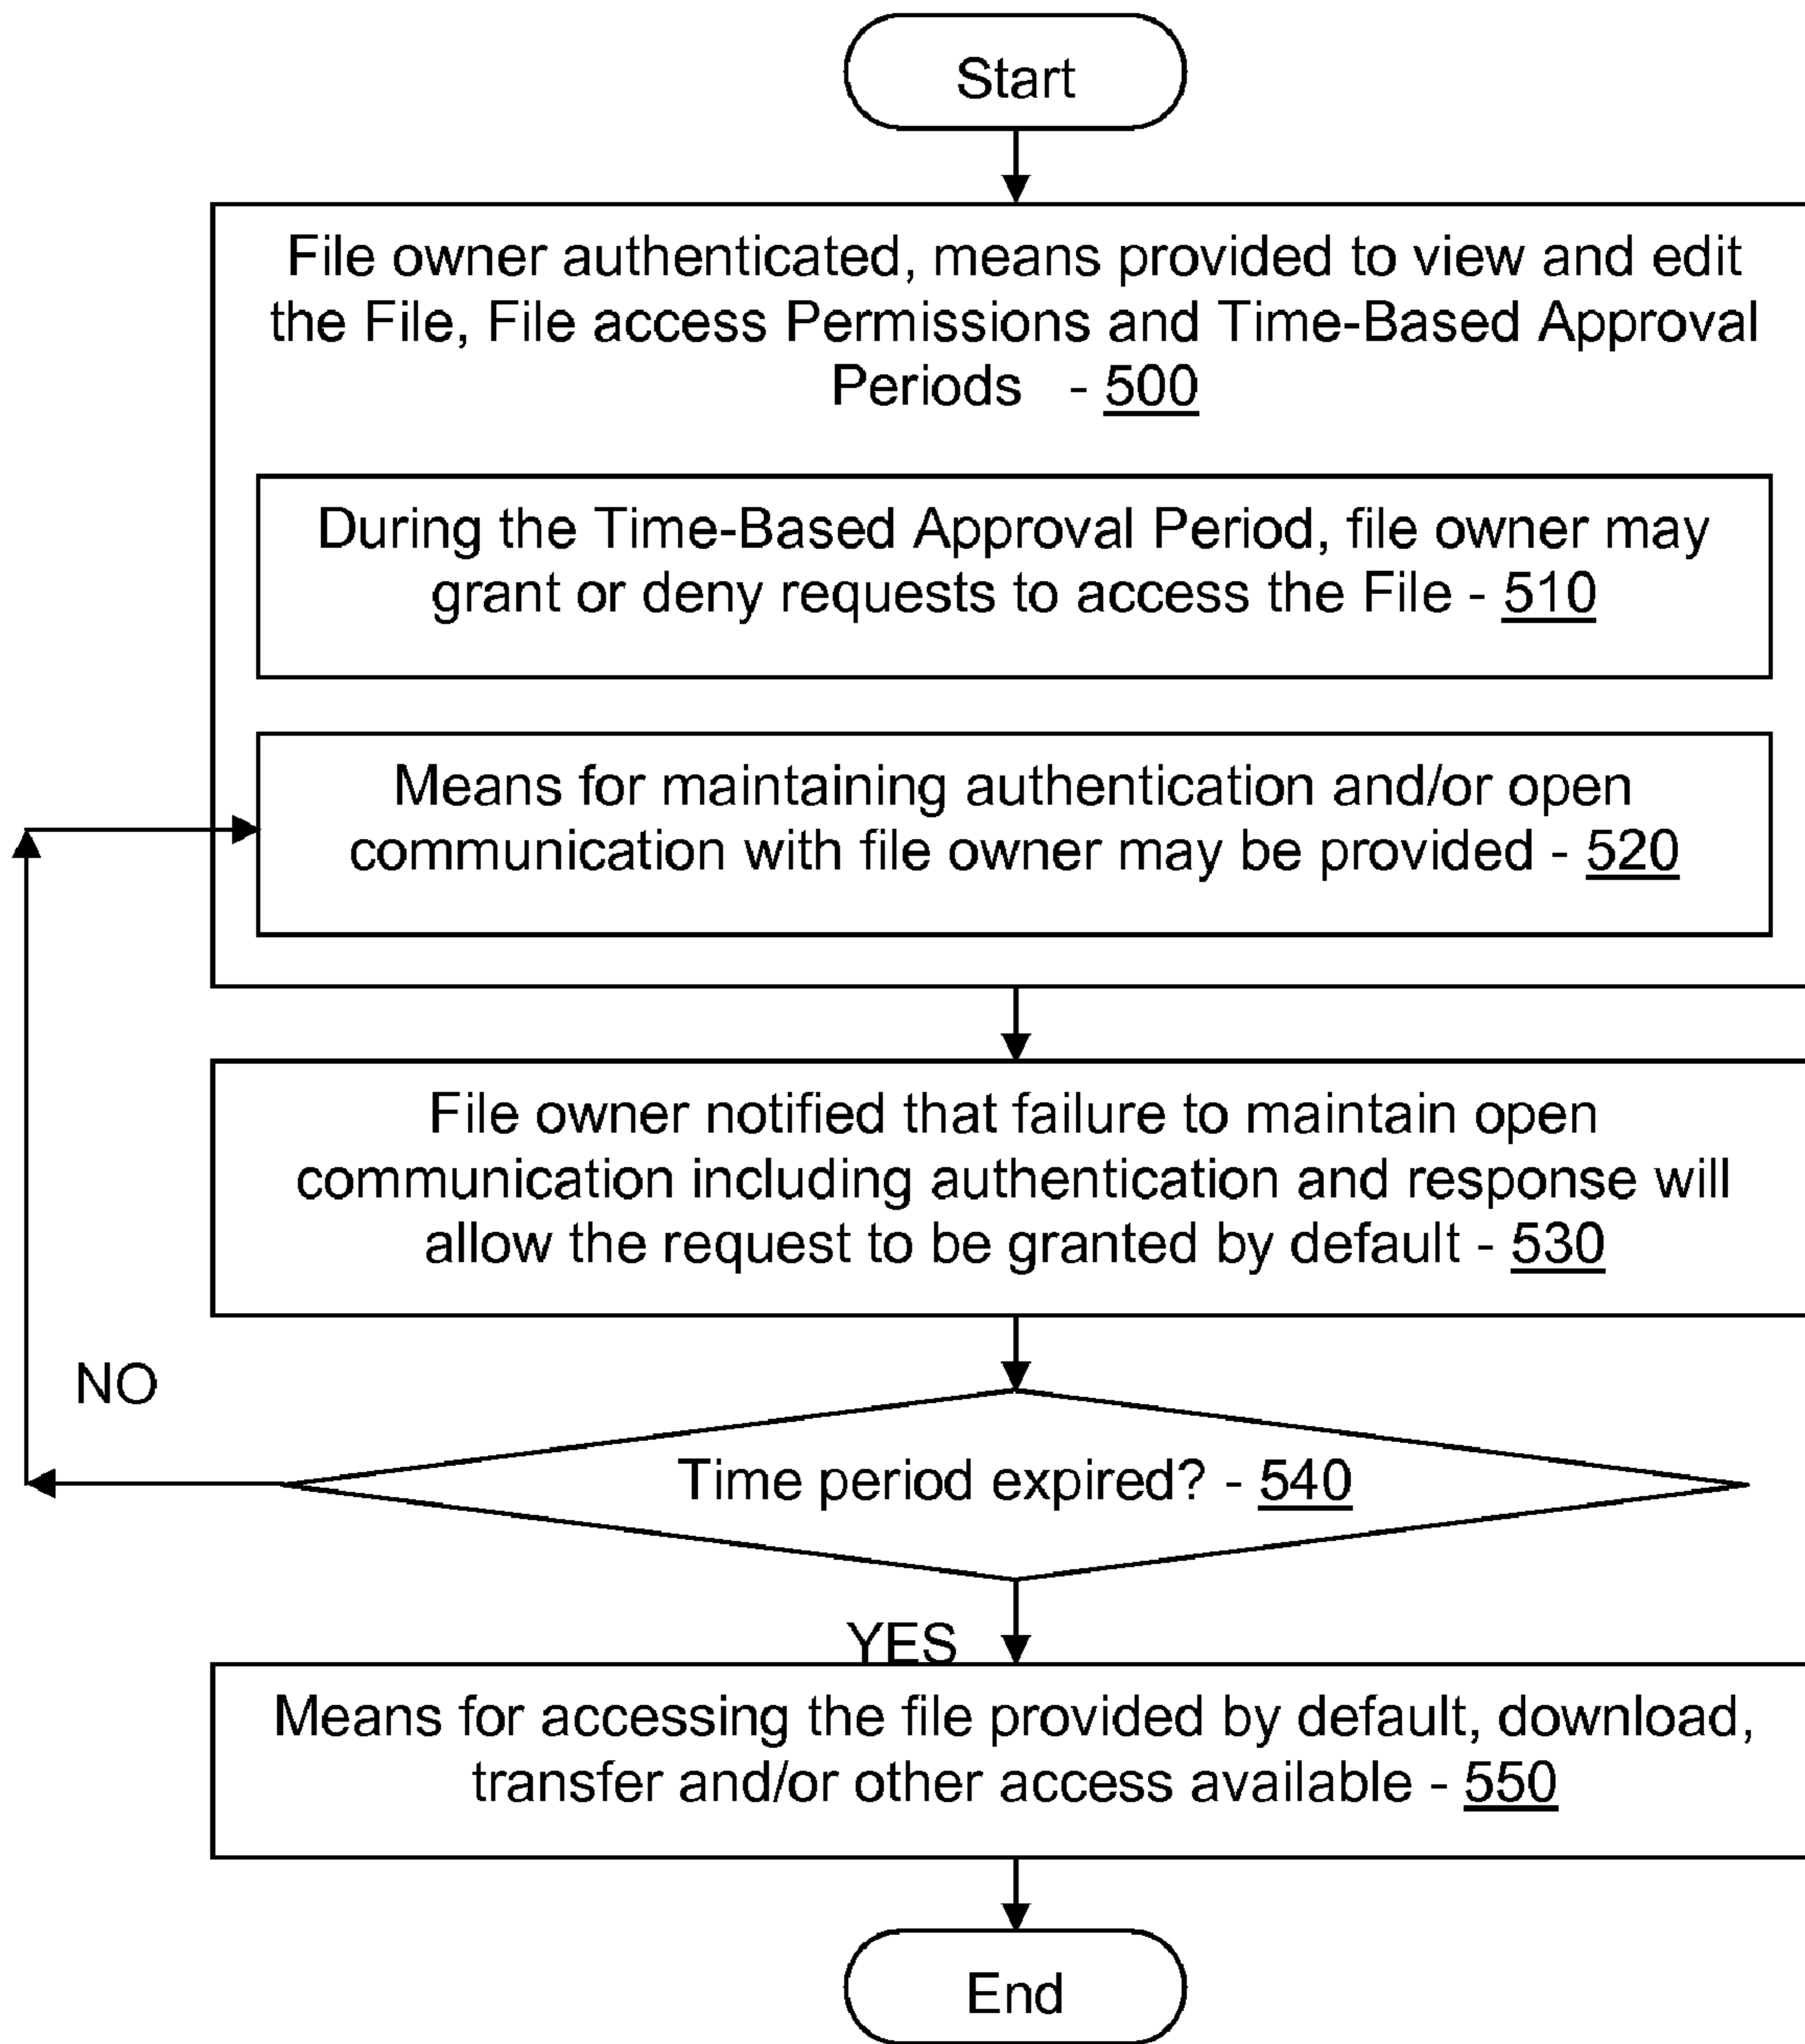 Start
File owner authenticated, means provided to view and edit
the File, File access Permissions and Time-Based Approval
Periods - 500
During the Time-Based Approval Period, file owner may
grant or deny requests to access the File - 510
Means for maintaining authentication and/or open
communication with file owner may be provided - 520
File owner notified that failure to maintain open
communication including authentication and response will
allow the request to be granted by default - 530
NO
Time period expired? - 540
YES
Means for accessing the file provided by default, download,
transfer and/or other access available - 550
End